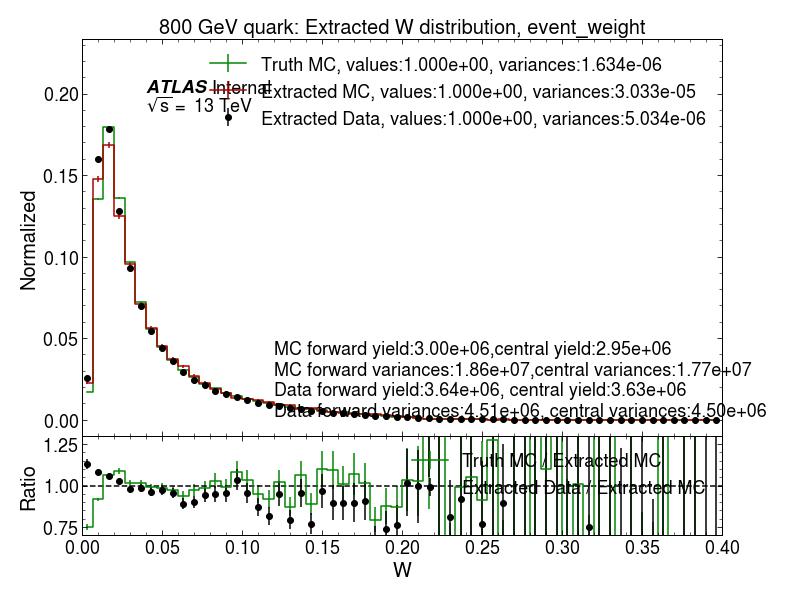 800 GeV quark: Extracted W distribution, event_weight
Truth MC, values:1.000e+00, variances:1.634e-06
ATLAS Internal
Extracted MC, values:1.000e+00, variances:3.033e-05
√s = 13 TeV
Extracted Data, values:1.000e+00, variances:5.034e-06
0.20
0.15
0.10
0.05
0.00
Normalized
MC forward yield:3.00e+06,central yield:2.95e+06
MC forward variances:1.86e+07,central variances:1.77e+07
Data forward yield:3.64e+06, central yield:3.63e+06
Data forward variances:4.51e+06, central variances:4.50e+06
1.25
1.00
0.75
Ratio
Truth MC / Extracted MC
Extracted Data / Extracted MC
0.00 0.05 0.10 0.15 0.20 0.25 0.30 0.35 0.40
W